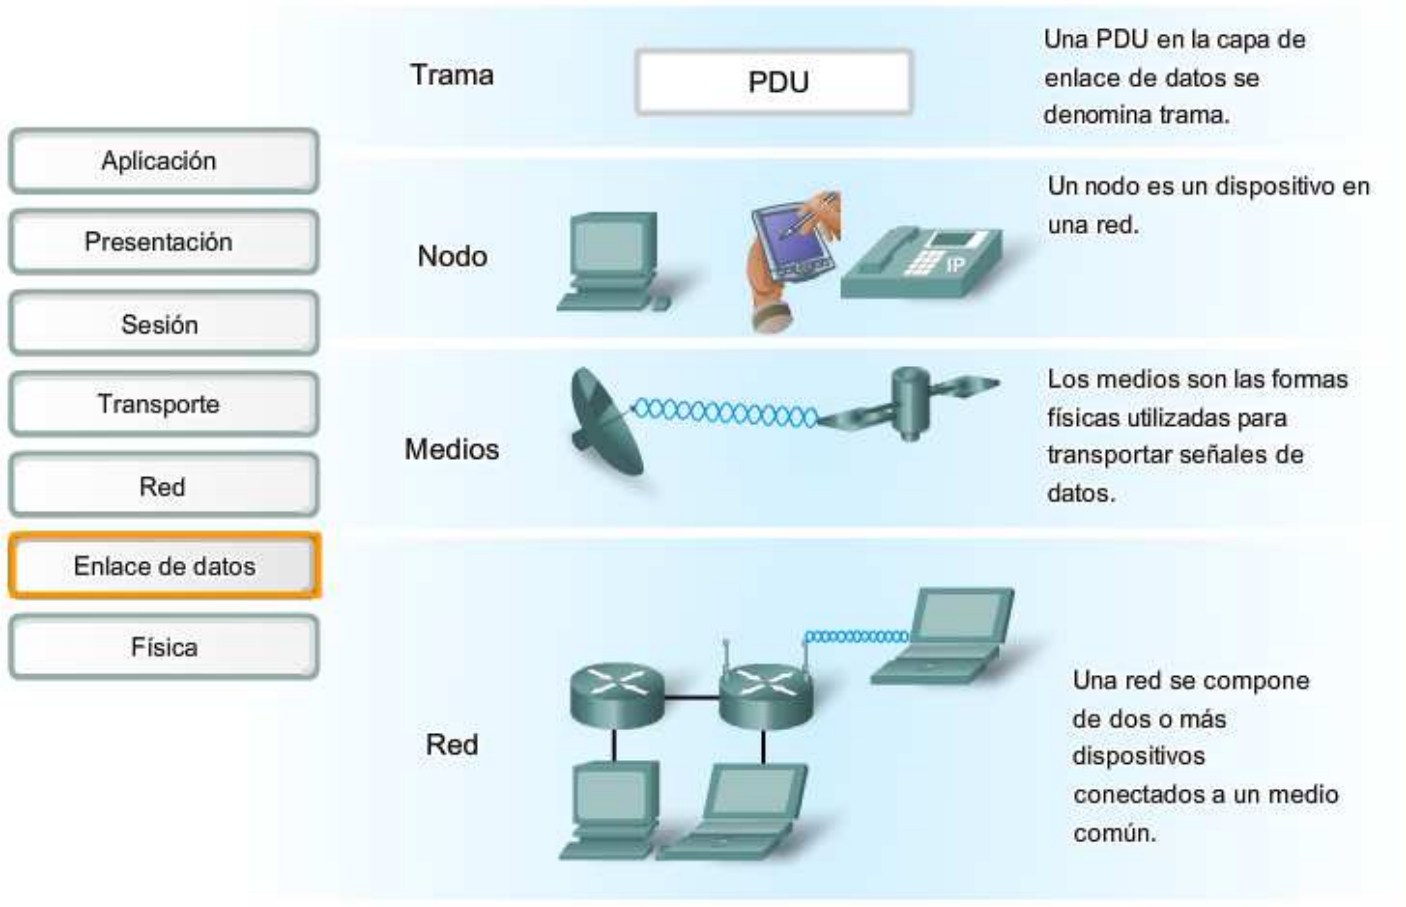 Aplicación
Presentación
Sesión
Transporte
Red
Enlace de datos
Física
Trama
PDU
Una PDU en la capa de
enlace de datos se
denomina trama.
Nodo
IP
Un nodo es un dispositivo en
una red.
Medios
Los medios son las formas
físicas utilizadas para
transportar señales de
datos.
Red
Una red se compone
de dos o más
dispositivos
conectados a un medio
común.